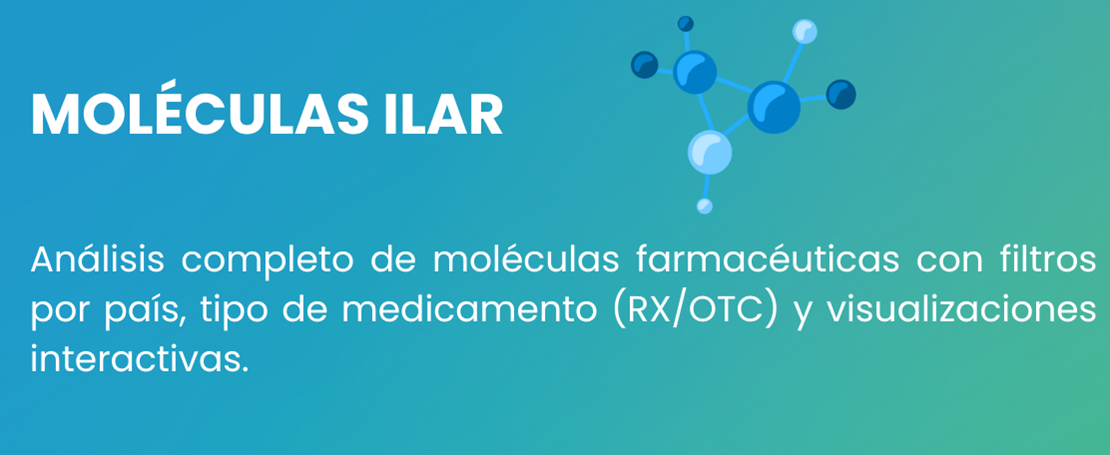 MOLÉCULAS ILAR
Análisis completo de moléculas farmacéuticas con filtros
por país, tipo de medicamento (RX/OTC) y visualizaciones
interactivas.